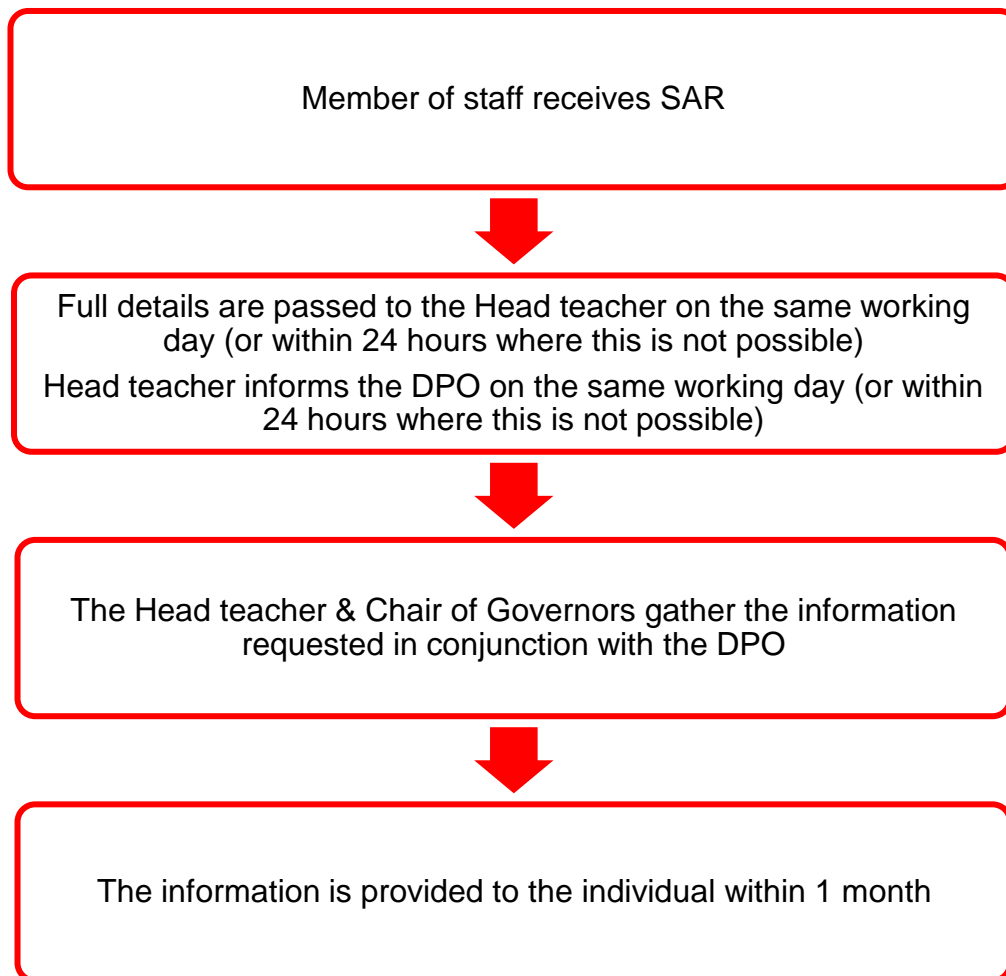 Member of staff receives SAR
Full details are passed to the Head teacher on the same working
day (or within 24 hours where this is not possible)
Head teacher informs the DPO on the same working day (or within
24 hours where this is not possible)
The Head teacher & Chair of Governors gather the information
requested in conjunction with the DPO
The information is provided to the individual within 1 month